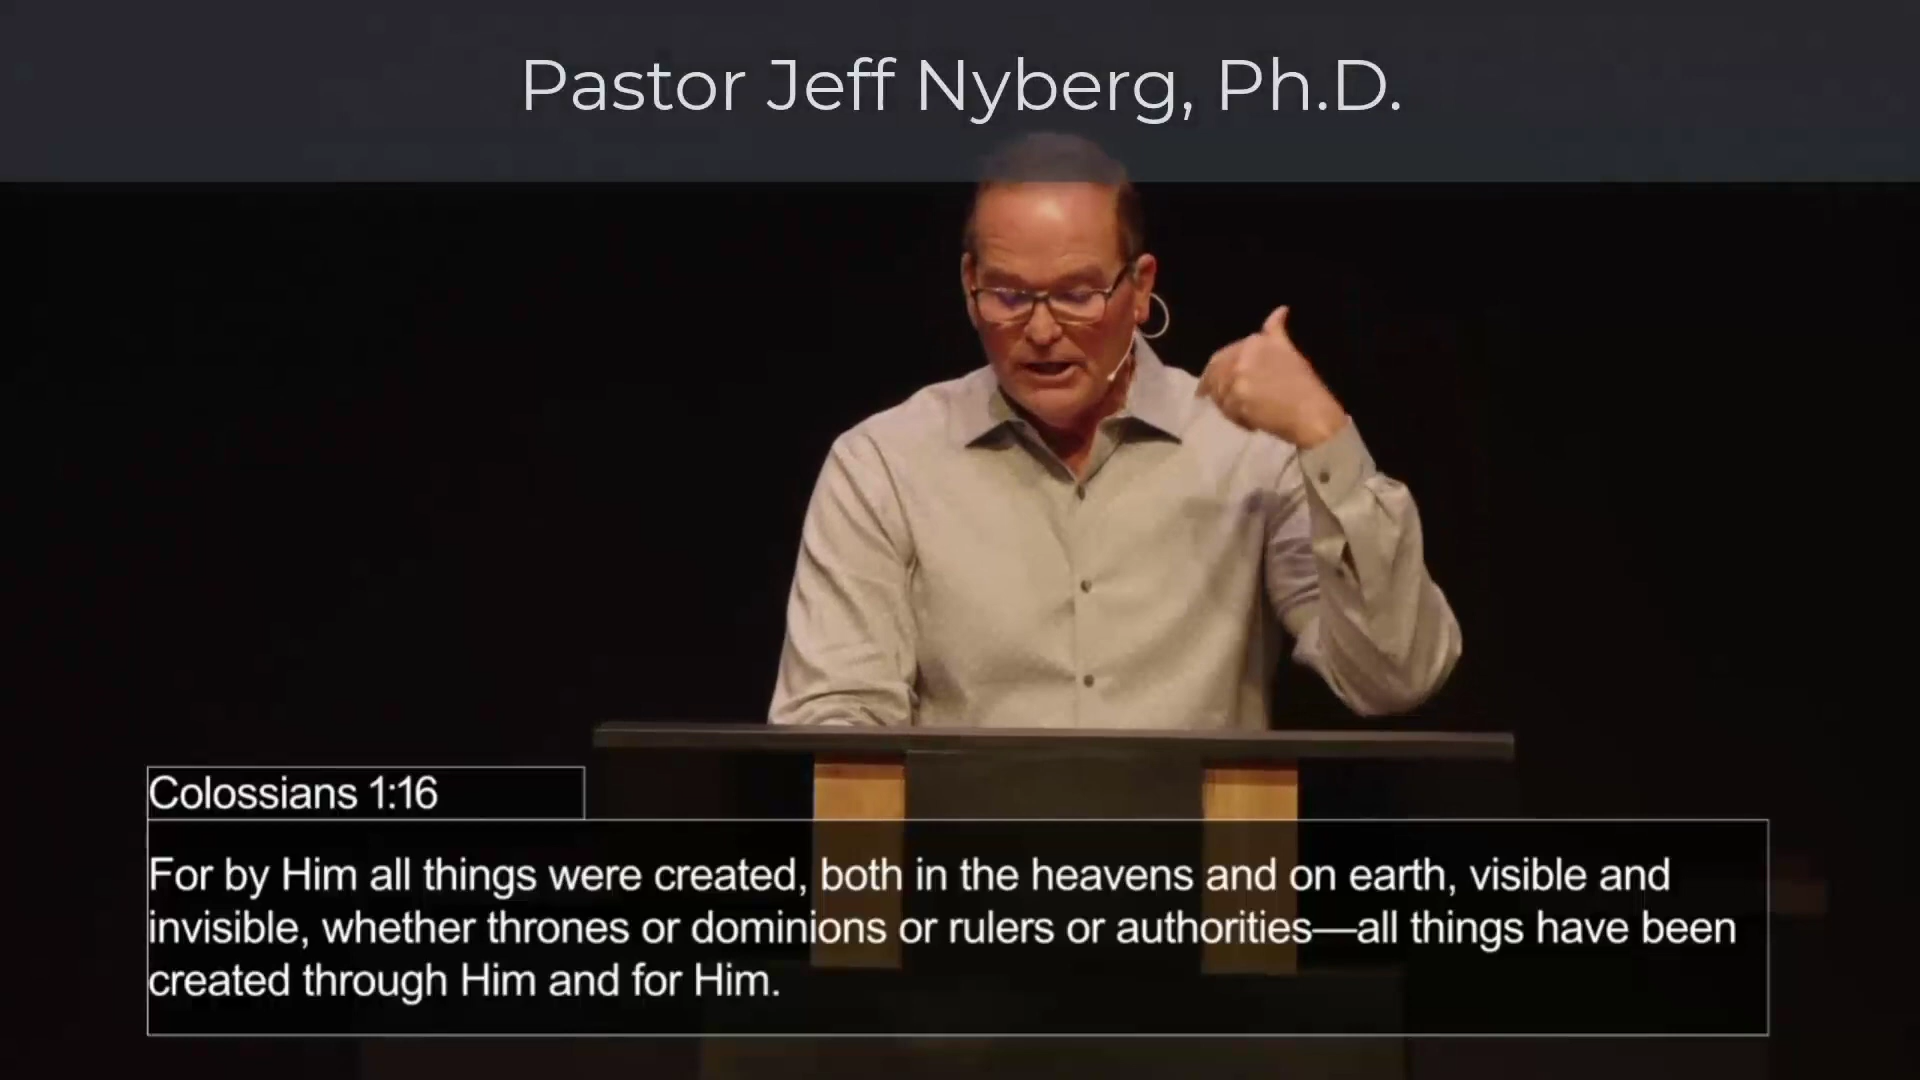 Pastor Jeff Nyberg, Ph.D.
Colossians 1:16
For by Him all things were created, both in the heavens and on earth, visible and
invisible, whether thrones or dominions or rulers or authorities—all things have been
created through Him and for Him.